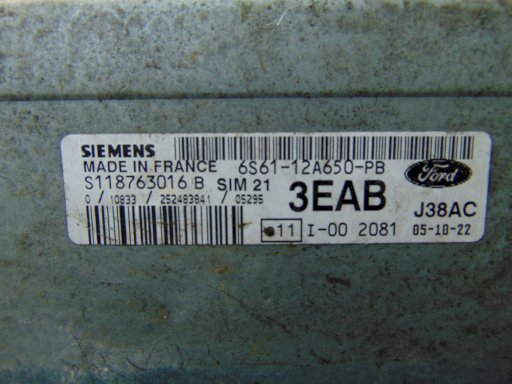 SIEMENS
MADE IN FRANCE 6S61-12A650-PB Ford
S118763016 B SIM 21 3EAB J38AC
0 / 10833 / 252483841 / 05295
11 I-00 2081 05-10-22